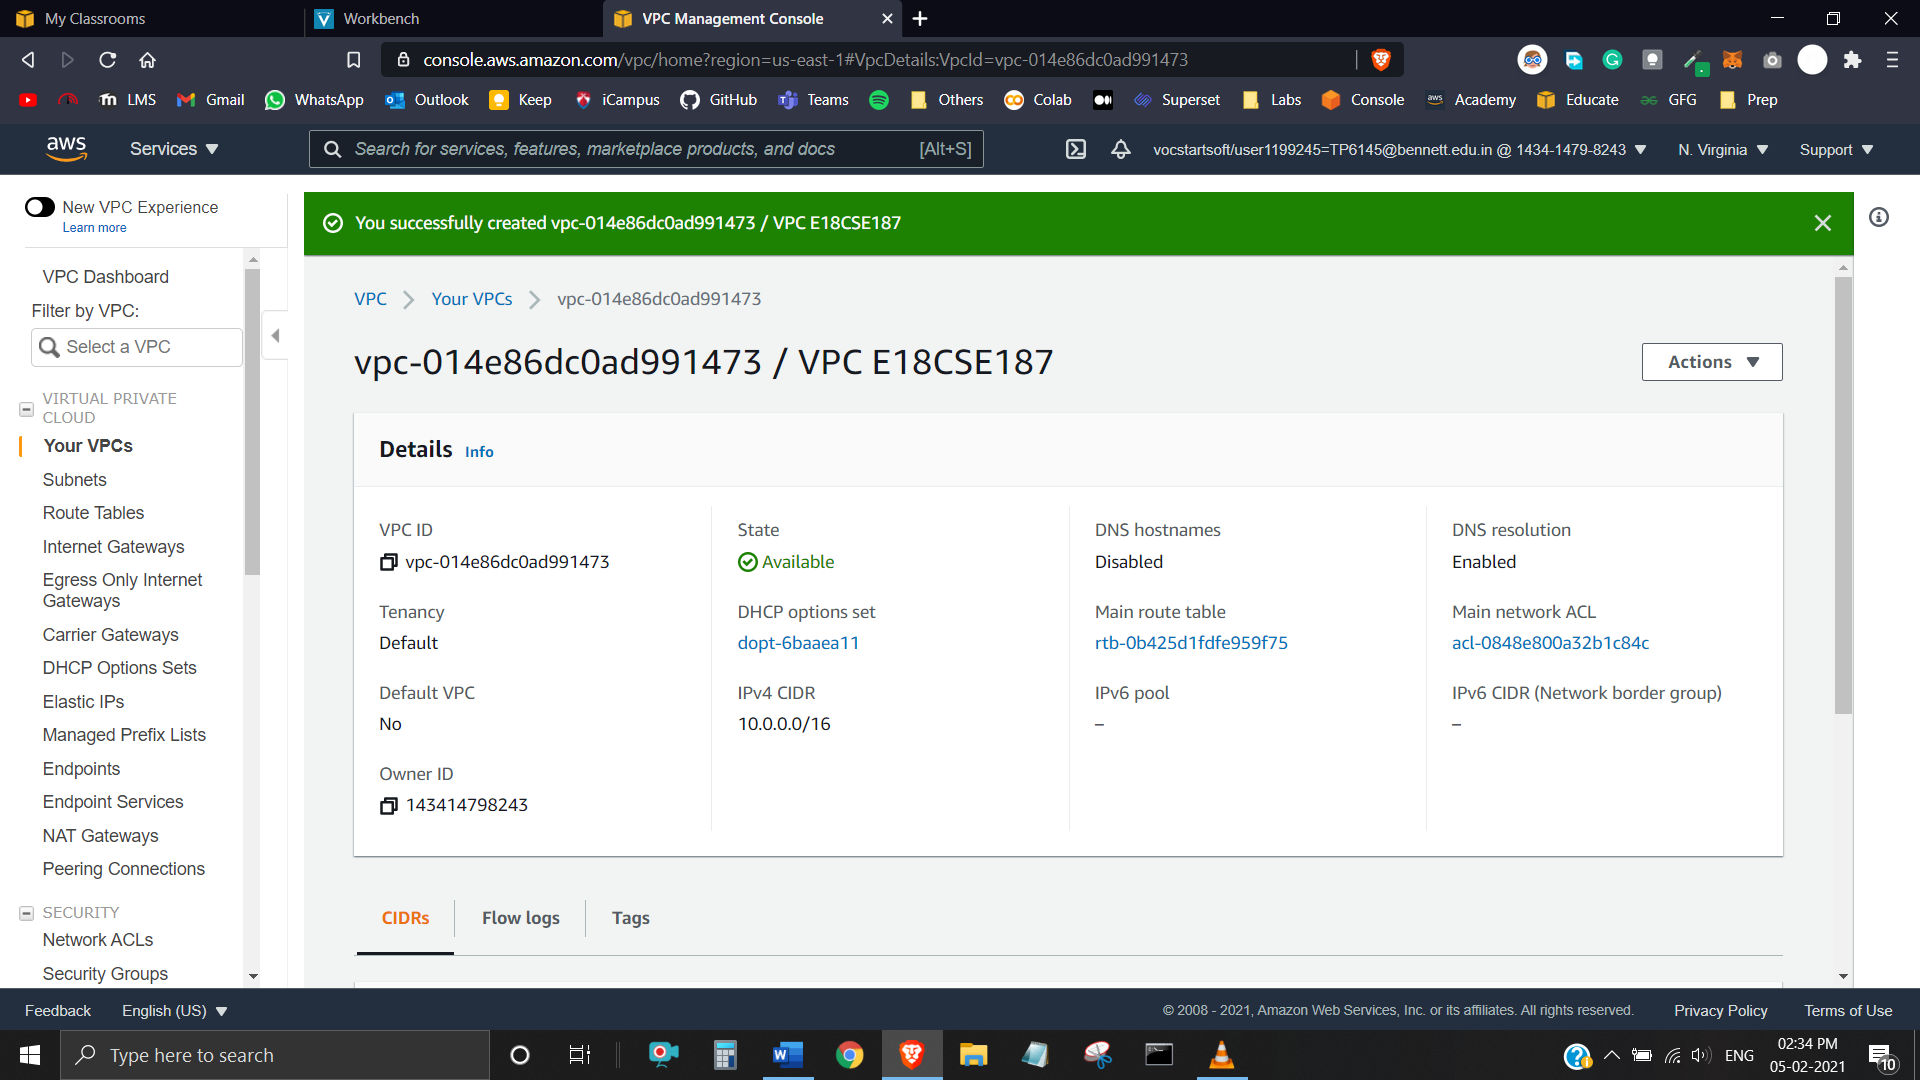 My Classrooms
Workbench
VPC Management Console
console.aws.amazon.com/vpc/home?region=us-east-1#VpcDetails:VpcId=vpc-014e86dc0ad991473
LMS Gmail WhatsApp Outlook Keep iCampus GitHub Teams Others Colab Superset Labs Console aws Academy Educate GFG Prep
aws
Services
Search for services, features, marketplace products, and docs [Alt+S]
vocstartsoft/user1199245=TP6145@bennett.edu.in @ 1434-1479-8243
N. Virginia
Support
New VPC Experience
Learn more
VPC Dashboard
Filter by VPC:
Select a VPC
VIRTUAL PRIVATE
CLOUD
Your VPCs
Subnets
Route Tables
Internet Gateways
Egress Only Internet
Gateways
Carrier Gateways
DHCP Options Sets
Elastic IPs
Managed Prefix Lists
Endpoints
Endpoint Services
NAT Gateways
Peering Connections
SECURITY
Network ACLs
Security Groups
You successfully created vpc-014e86dc0ad991473 / VPC E18CSE187
VPC
Your VPCs
vpc-014e86dc0ad991473
vpc-014e86dc0ad991473 / VPC E18CSE187
Actions
Details Info
VPC ID
vpc-014e86dc0ad991473
State
Available
DNS hostnames
Disabled
DNS resolution
Enabled
Tenancy
Default
DHCP options set
dopt-6baaea11
Main route table
rtb-0b425d1fdfe959f75
Main network ACL
acl-0848e800a32b1c84c
Default VPC
No
IPv4 CIDR
10.0.0.0/16
IPv6 pool
–
IPv6 CIDR (Network border group)
–
Owner ID
143414798243
CIDRs
Flow logs
Tags
Feedback
English (US)
© 2008 - 2021, Amazon Web Services, Inc. or its affiliates. All rights reserved.
Privacy Policy
Terms of Use
Type here to search
ENG
02:34 PM
05-02-2021
10